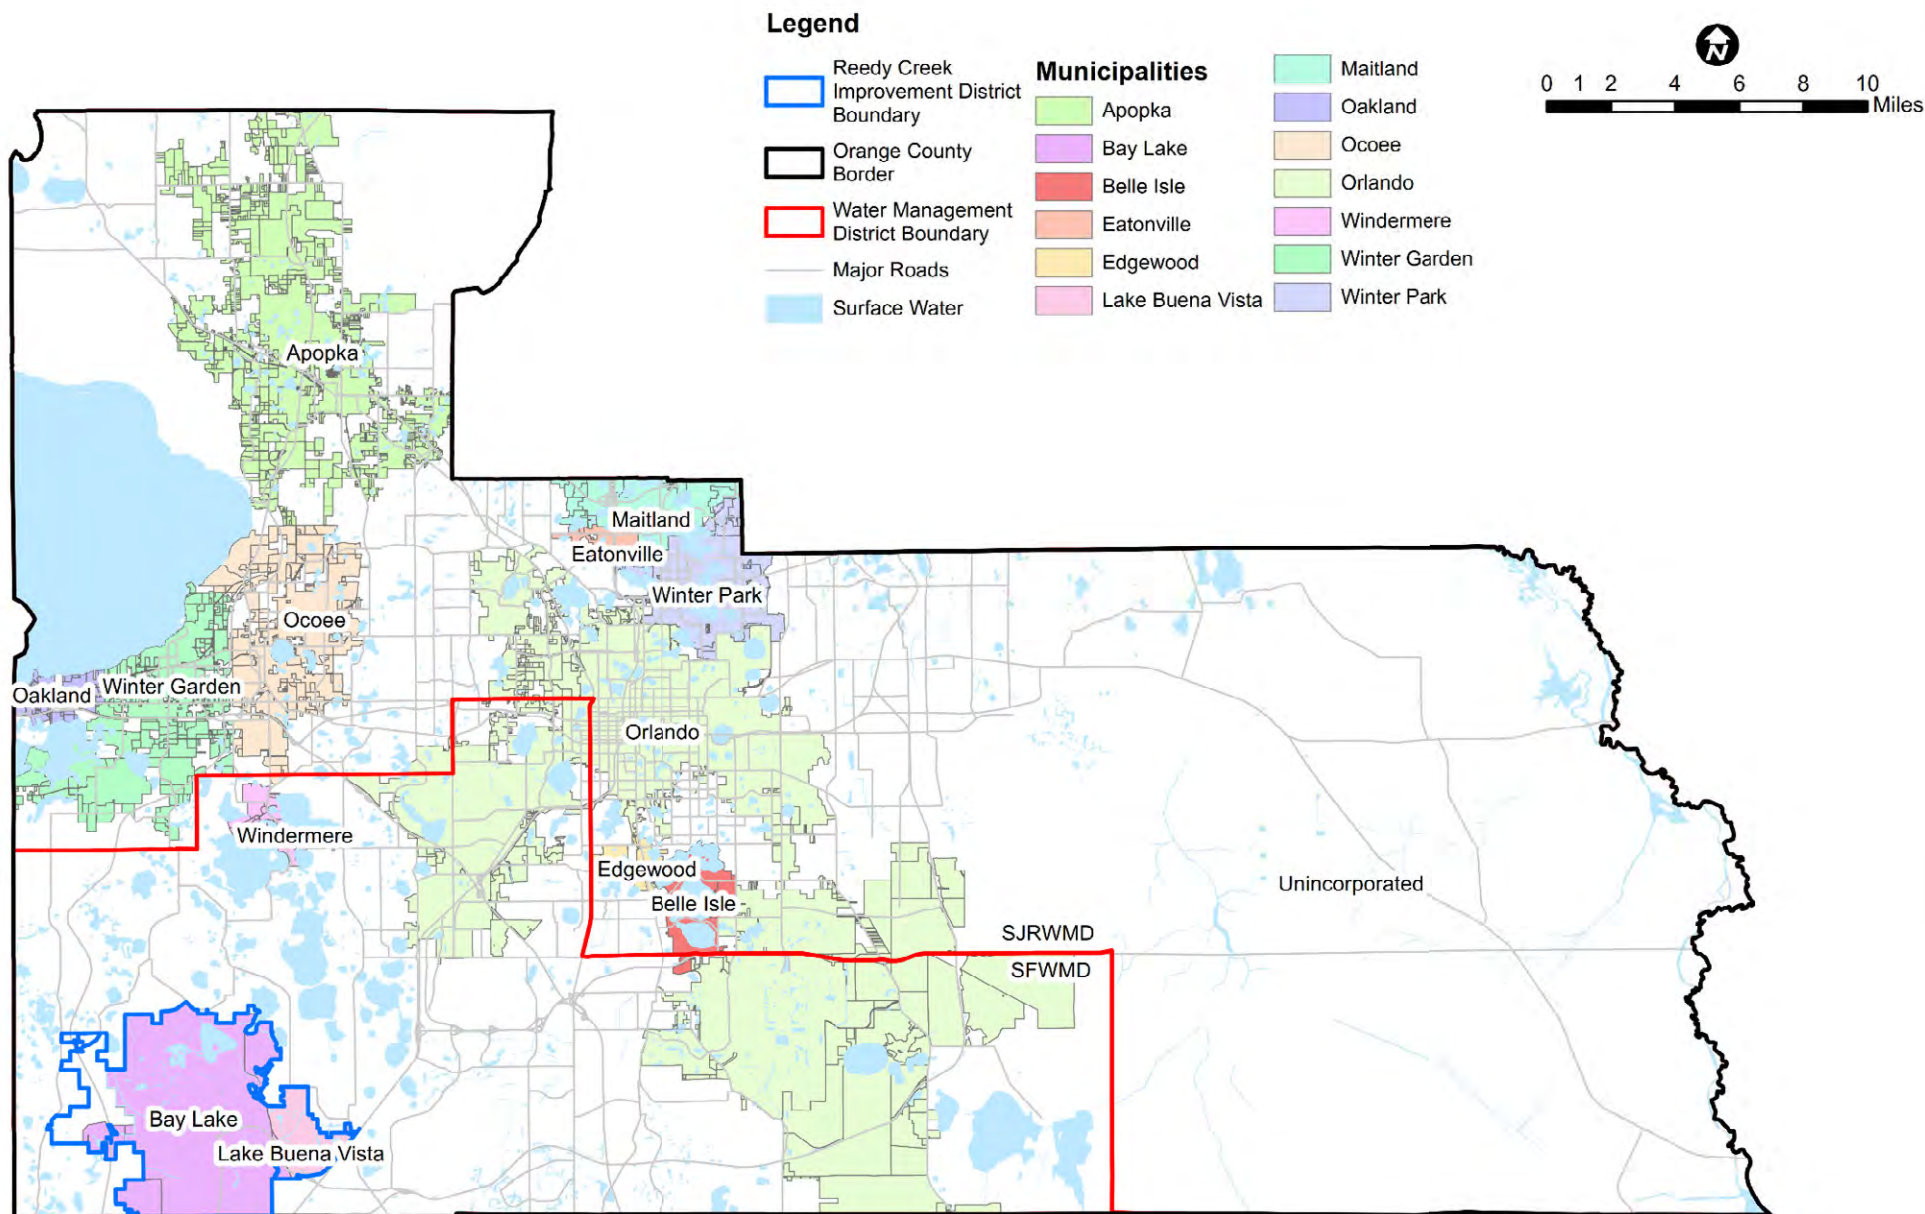 Legend
Reedy Creek
Improvement District
Boundary
Orange County
Border
Water Management
District Boundary
Major Roads
Surface Water
Municipalities
Apopka
Bay Lake
Belle Isle
Eatonville
Edgewood
Lake Buena Vista
Maitland
Oakland
Ocoee
Orlando
Windermere
Winter Garden
Winter Park
N
0 1 2 4 6 8 10
Miles
Apopka
Maitland
Eatonville
Winter Park
Ocoee
Oakland
Winter Garden
Orlando
Windermere
Edgewood
Belle Isle
Unincorporated
SJRWMD
SFWMD
Bay Lake
Lake Buena Vista